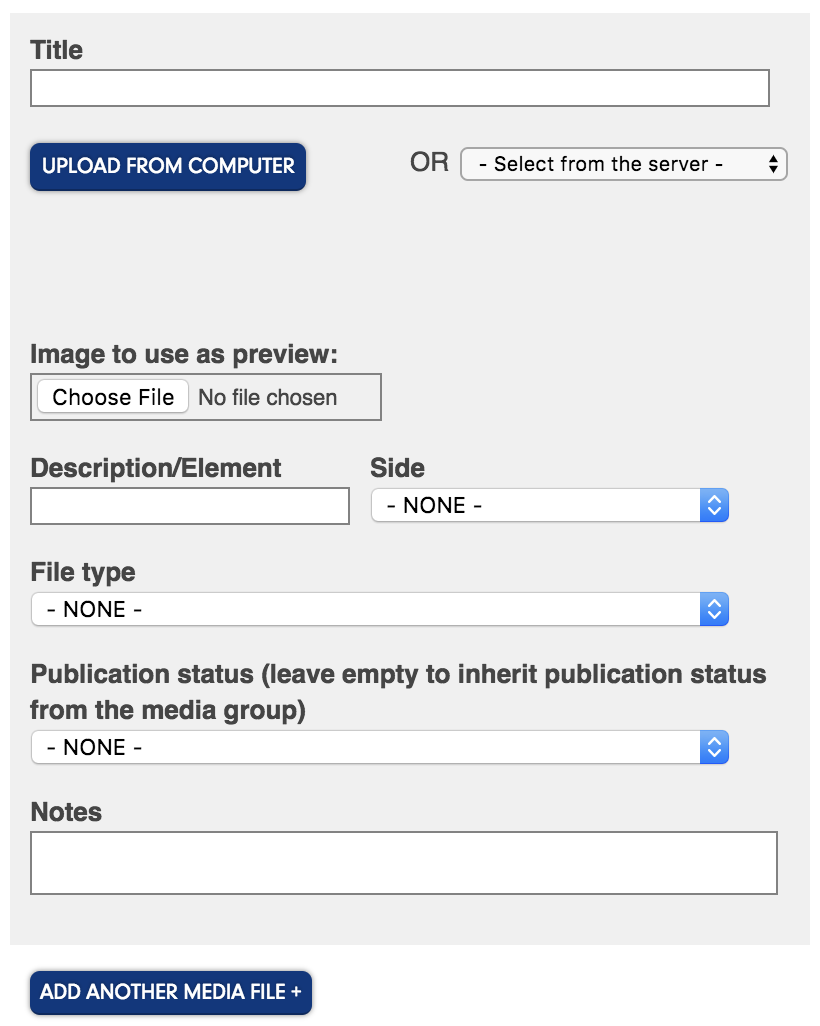 Title
UPLOAD FROM COMPUTER OR - Select from the server -
Image to use as preview:
Choose File No file chosen
Description/Element Side
- NONE -
File type
- NONE -
Publication status (leave empty to inherit publication status
from the media group)
- NONE -
Notes
ADD ANOTHER MEDIA FILE +